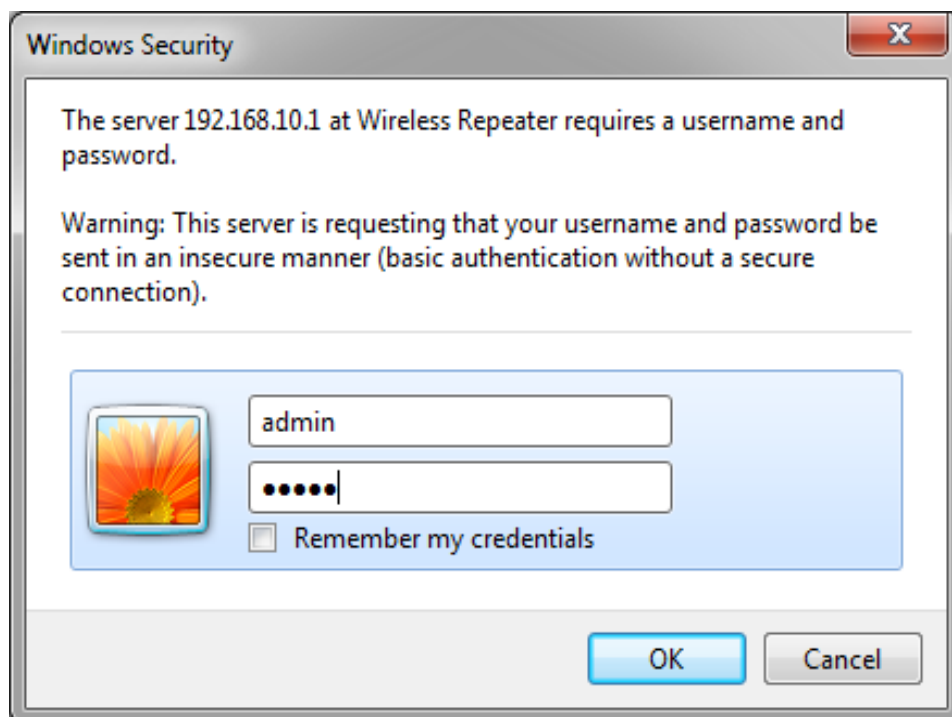 Windows Security
The server 192.168.10.1 at Wireless Repeater requires a username and
password.
Warning: This server is requesting that your username and password be
sent in an insecure manner (basic authentication without a secure
connection).
admin
●●●●●
Remember my credentials
OK
Cancel